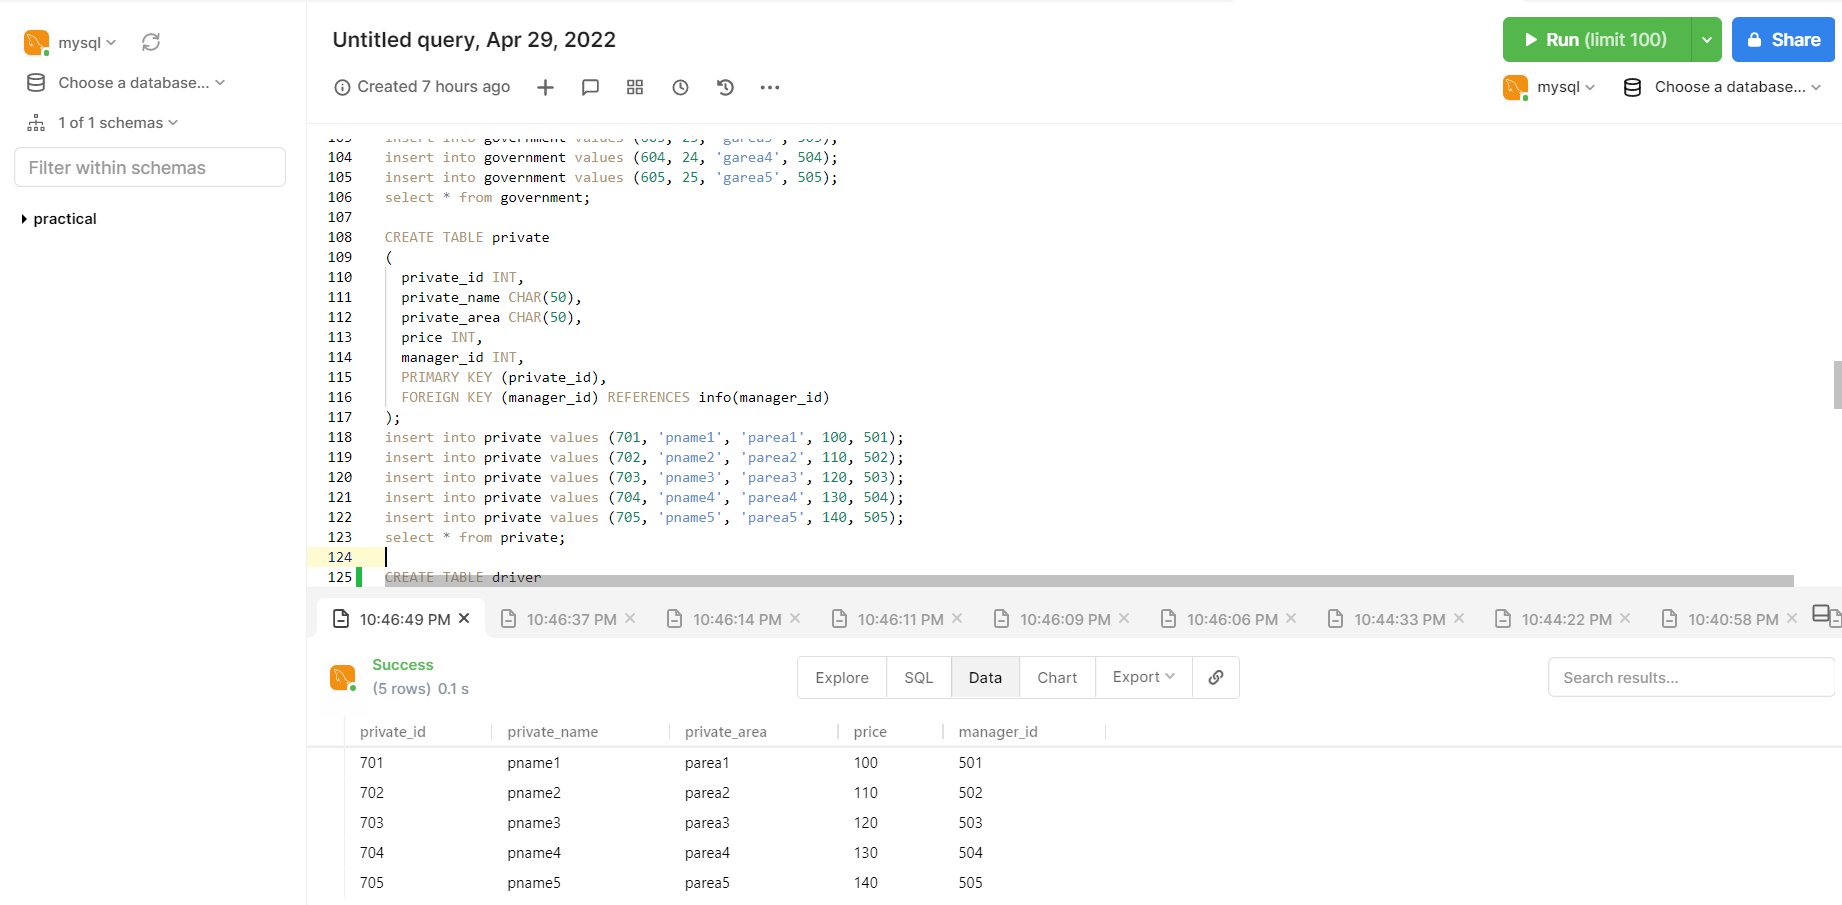 mysql
Choose a database...
1 of 1 schemas
Filter within schemas
practical
Untitled query, Apr 29, 2022
Created 7 hours ago
Run (limit 100)
Share
mysql
Choose a database...
103 insert into government values (603, 23, 'garea3', 503);
104 insert into government values (604, 24, 'garea4', 504);
105 insert into government values (605, 25, 'garea5', 505);
106 select * from government;
107
108 CREATE TABLE private
109 (
110 private_id INT,
111 private_name CHAR(50),
112 private_area CHAR(50),
113 price INT,
114 manager_id INT,
115 PRIMARY KEY (private_id),
116 FOREIGN KEY (manager_id) REFERENCES info(manager_id)
117 );
118 insert into private values (701, 'pname1', 'parea1', 100, 501);
119 insert into private values (702, 'pname2', 'parea2', 110, 502);
120 insert into private values (703, 'pname3', 'parea3', 120, 503);
121 insert into private values (704, 'pname4', 'parea4', 130, 504);
122 insert into private values (705, 'pname5', 'parea5', 140, 505);
123 select * from private;
124
125 CREATE TABLE driver
10:46:49 PM 10:46:37 PM 10:46:14 PM 10:46:11 PM 10:46:09 PM 10:46:06 PM 10:44:33 PM 10:44:22 PM 10:40:58 PM
Success
(5 rows) 0.1 s
Explore SQL Data Chart Export
Search results...
private_id private_name private_area price manager_id
701 pname1 parea1 100 501
702 pname2 parea2 110 502
703 pname3 parea3 120 503
704 pname4 parea4 130 504
705 pname5 parea5 140 505